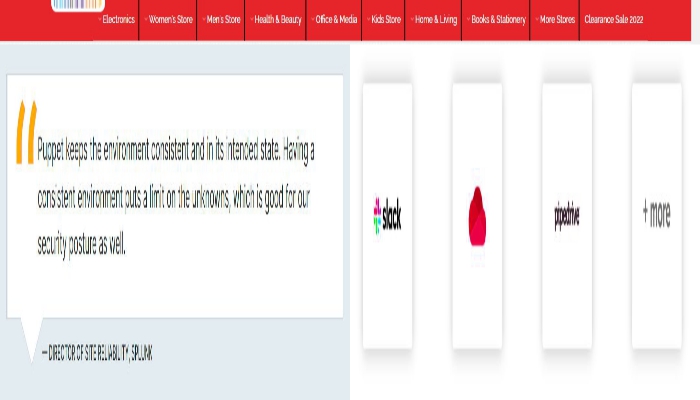 Electronics Women's Store Men's Store Health & Beauty Office & Media Kids Store Home & Living Books & Stationery More Stores Clearance Sale 2022
“Puppet keeps the environment consistent and in its intended state. Having a
consistent environment puts a limit on the unknowns, which is good for our
security posture as well.
— DIRECTOR OF SITE RELIABILITY, SPLUNK
slack
pipedrive
+ more